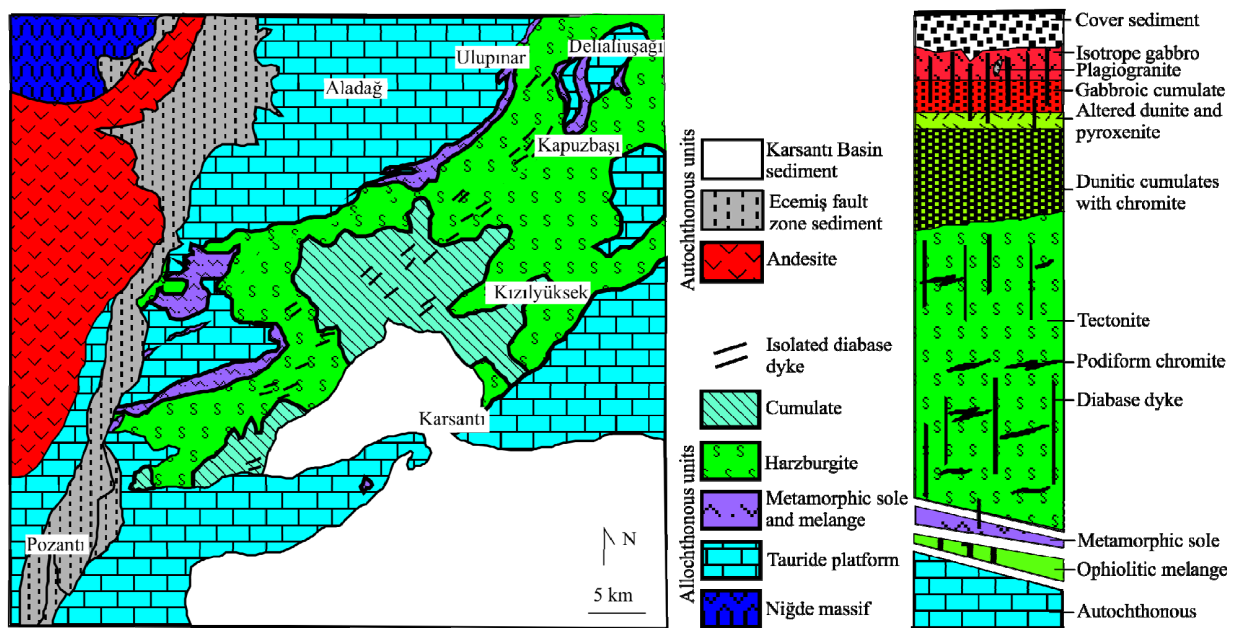 Ulupınar
Delialiuşağı
Aladağ
Kapuzbaşı
Kızılyüksek
Karsantı
Pozantı
N
5 km
Autochthonous units
Karsantı Basin
sediment
Ecemiş fault
zone sediment
Andesite
Isolated diabase
dyke
Allochthonous units
Cumulate
Harzburgite
Metamorphic sole
and melange
Tauride platform
Niğde massif
Cover sediment
Isotrope gabbro
Plagiogranite
Gabbroic cumulate
Altered dunite and
pyroxenite
Dunitic cumulates
with chromite
Tectonite
Podiform chromite
Diabase dyke
Metamorphic sole
Ophiolitic melange
Autochthonous